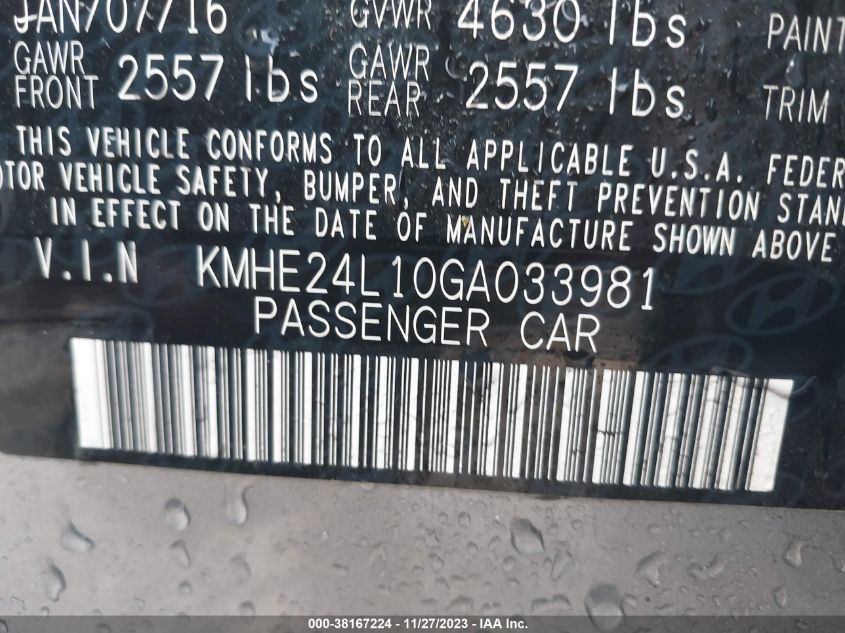 JAN/07/16 GVWR 4630 lbs PAINT
GAWR FRONT 2557 lbs GAWR REAR 2557 lbs TRIM
THIS VEHICLE CONFORMS TO ALL APPLICABLE U.S.A. FEDER
OTOR VEHICLE SAFETY, BUMPER, AND THEFT PREVENTION STAN
IN EFFECT ON THE DATE OF MANUFACTURE SHOWN ABOVE
V.I.N KMHE24L10GA033981
PASSENGER CAR
000-38167224 - 11/27/2023 - IAA Inc.